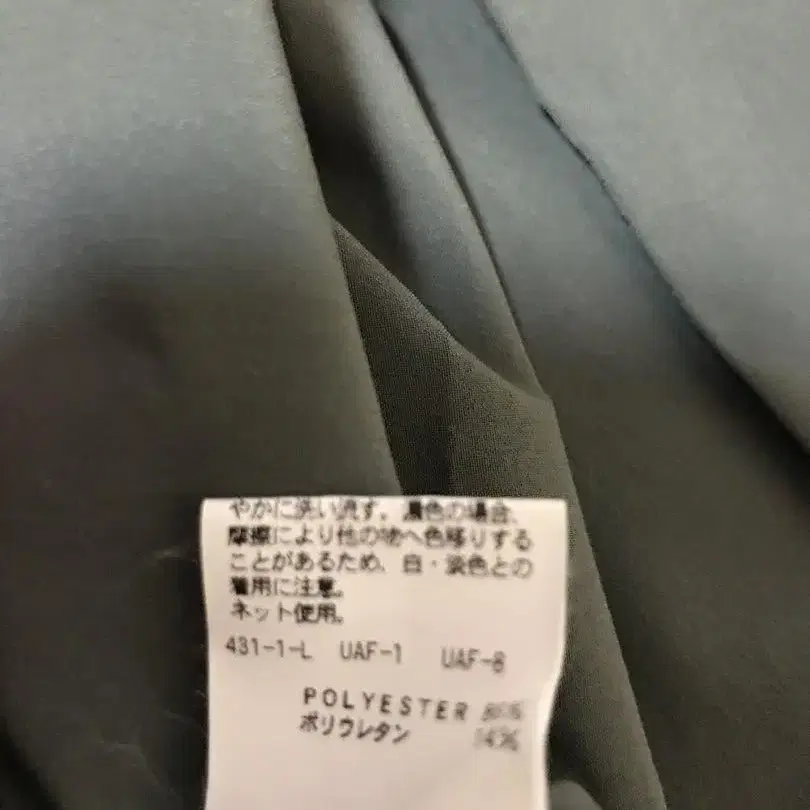 やかに洗い流す。濃色の場合、
摩擦により他の物へ色移りする
ことがあるため、白・淡色との
着用に注意。
ネット使用。
431-1-L UAF-1 UAF-8
POLYESTER
ポリウレタン 14%